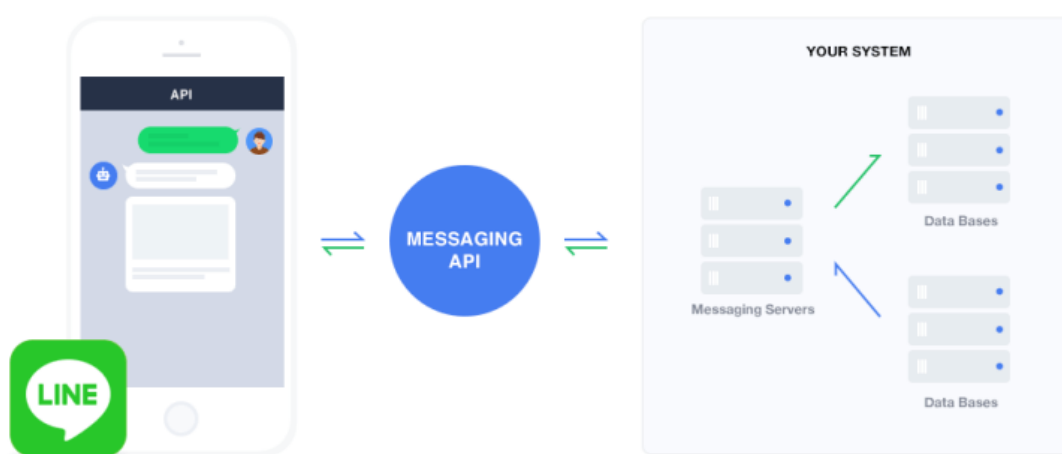 API
LINE
MESSAGING
API
YOUR SYSTEM
Messaging Servers
Data Bases
Data Bases